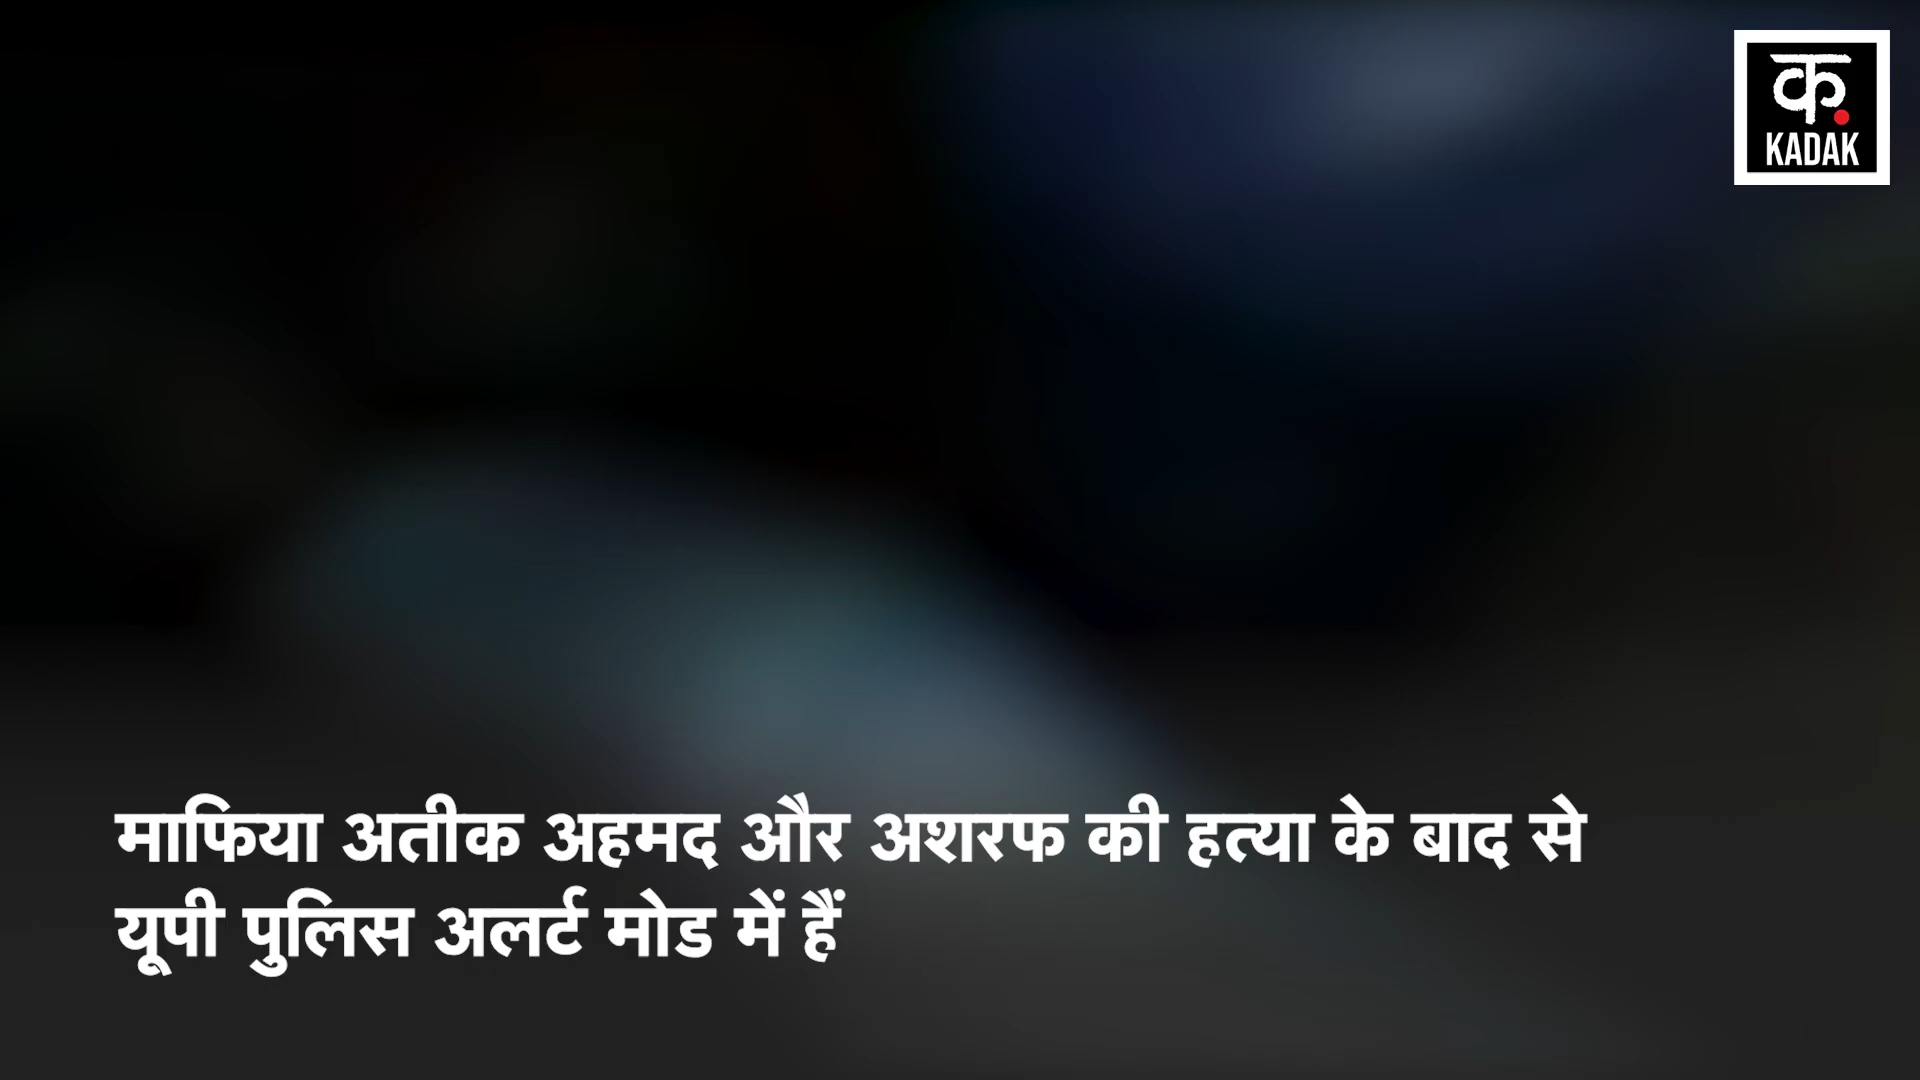 क.
KADAK
माफिया अतीक अहमद और अशरफ की हत्या के बाद से
यूपी पुलिस अलर्ट मोड में हैं